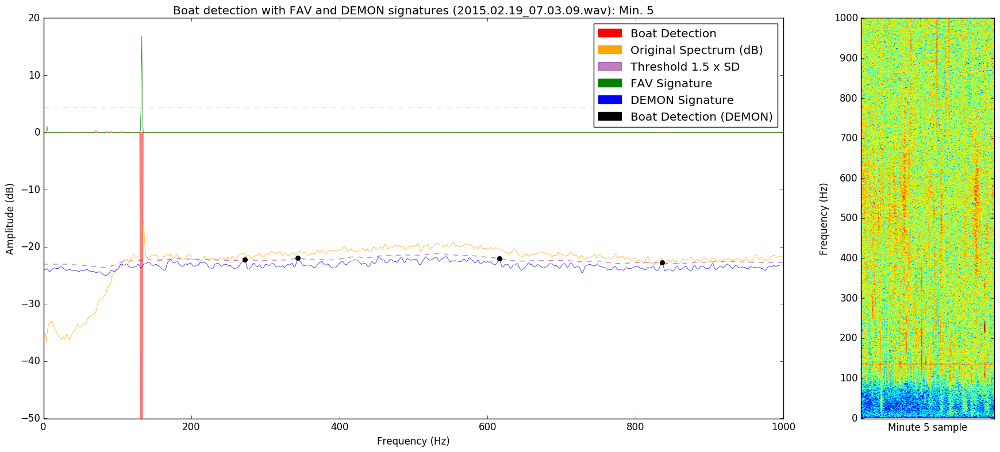 Boat detection with FAV and DEMON signatures (2015.02.19_07.03.09.wav): Min. 5
20
10
0
−10
−20
−30
−40
−50
Amplitude (dB)
0
200
400
600
800
1000
Frequency (Hz)
Boat Detection
Original Spectrum (dB)
Threshold 1.5 x SD
FAV Signature
DEMON Signature
Boat Detection (DEMON)
1000
900
800
700
600
500
400
300
200
100
0
Frequency (Hz)
Minute 5 sample